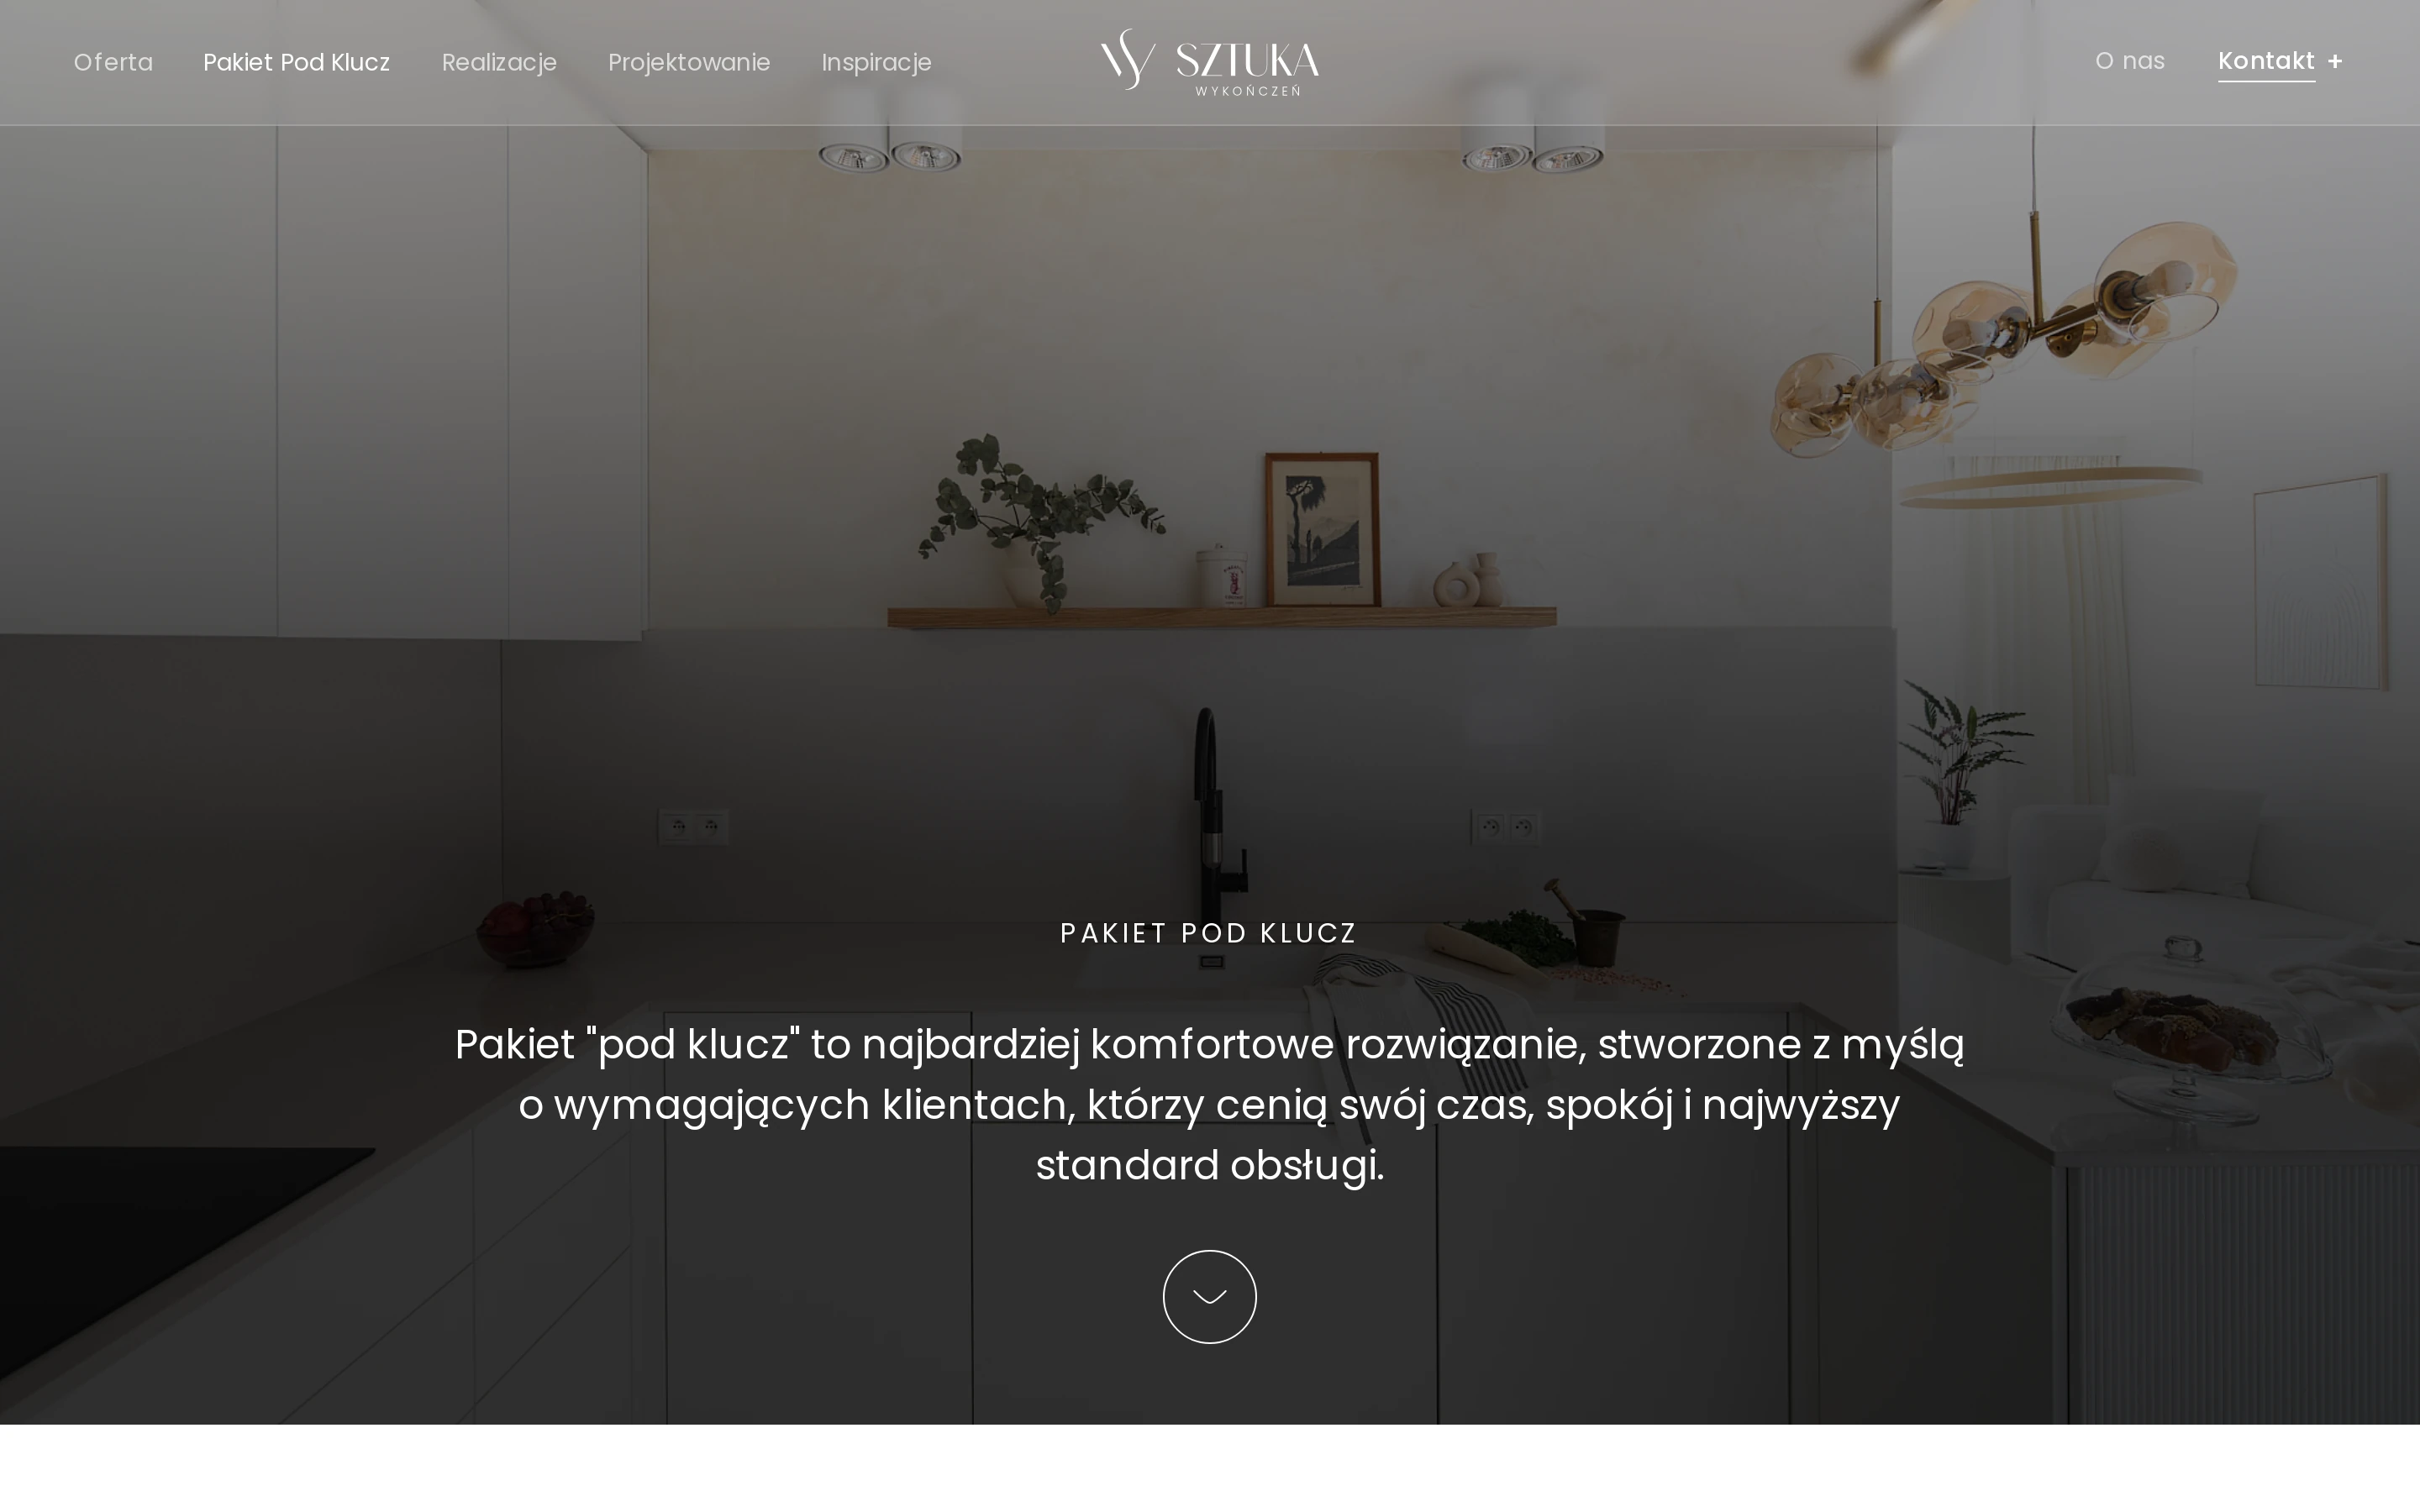 Oferta
Pakiet Pod Klucz
Realizacje
Projektowanie
Inspiracje
SZTUKA
WYKOŃCZEŃ
O nas
Kontakt +
PAKIET POD KLUCZ
Pakiet "pod klucz" to najbardziej komfortowe rozwiązanie, stworzone z myślą
o wymagających klientach, którzy cenią swój czas, spokój i najwyższy
standard obsługi.